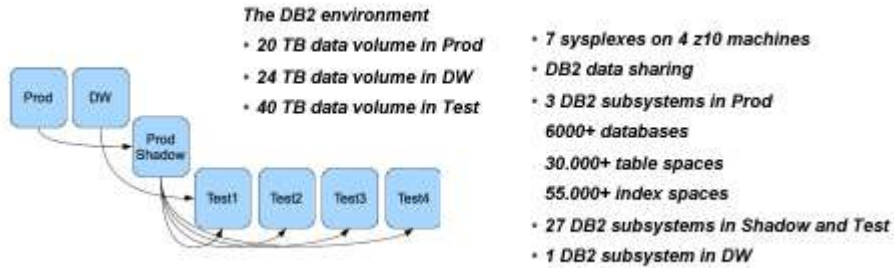 The DB2 environment
• 20 TB data volume in Prod
• 24 TB data volume in DW
• 40 TB data volume in Test
Prod
DW
Prod
Shadow
Test1
Test2
Test3
Test4
• 7 sysplexes on 4 z10 machines
• DB2 data sharing
• 3 DB2 subsystems in Prod
6000+ databases
30.000+ table spaces
55.000+ index spaces
• 27 DB2 subsystems in Shadow and Test
• 1 DB2 subsystem in DW